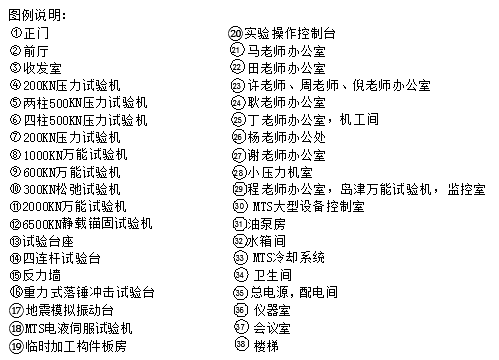 图例说明：
①正门
②前厅
③收发室
④200KN压力试验机
⑤两柱500KN压力试验机
⑥四柱500KN压力试验机
⑦200KN压力试验机
⑧1000KN万能试验机
⑨600KN万能试验机
⑩300KN松弛试验机
⑪2000KN万能试验机
⑫6500KN静载锚固试验机
⑬试验台座
⑭四连杆试验台
⑮反力墙
⑯重力式落锤冲击试验台
⑰地震模拟振动台
⑱MTS电液伺服试验机
⑲临时加工构件板房
⑳实验操作控制台
㉑马老师办公室
㉒田老师办公室
㉓许老师、周老师、倪老师办公室
㉔耿老师办公室
㉕丁老师办公室，机工间
㉖杨老师办公处
㉗谢老师办公室
㉘小压力机室
㉙程老师办公室，岛津万能试验机，监控室
㉚MTS大型设备控制室
㉛油泵房
㉜水箱间
㉝MTS冷却系统
㉞卫生间
㉟总电源，配电间
㊱仪器室
㊲会议室
㊳楼梯